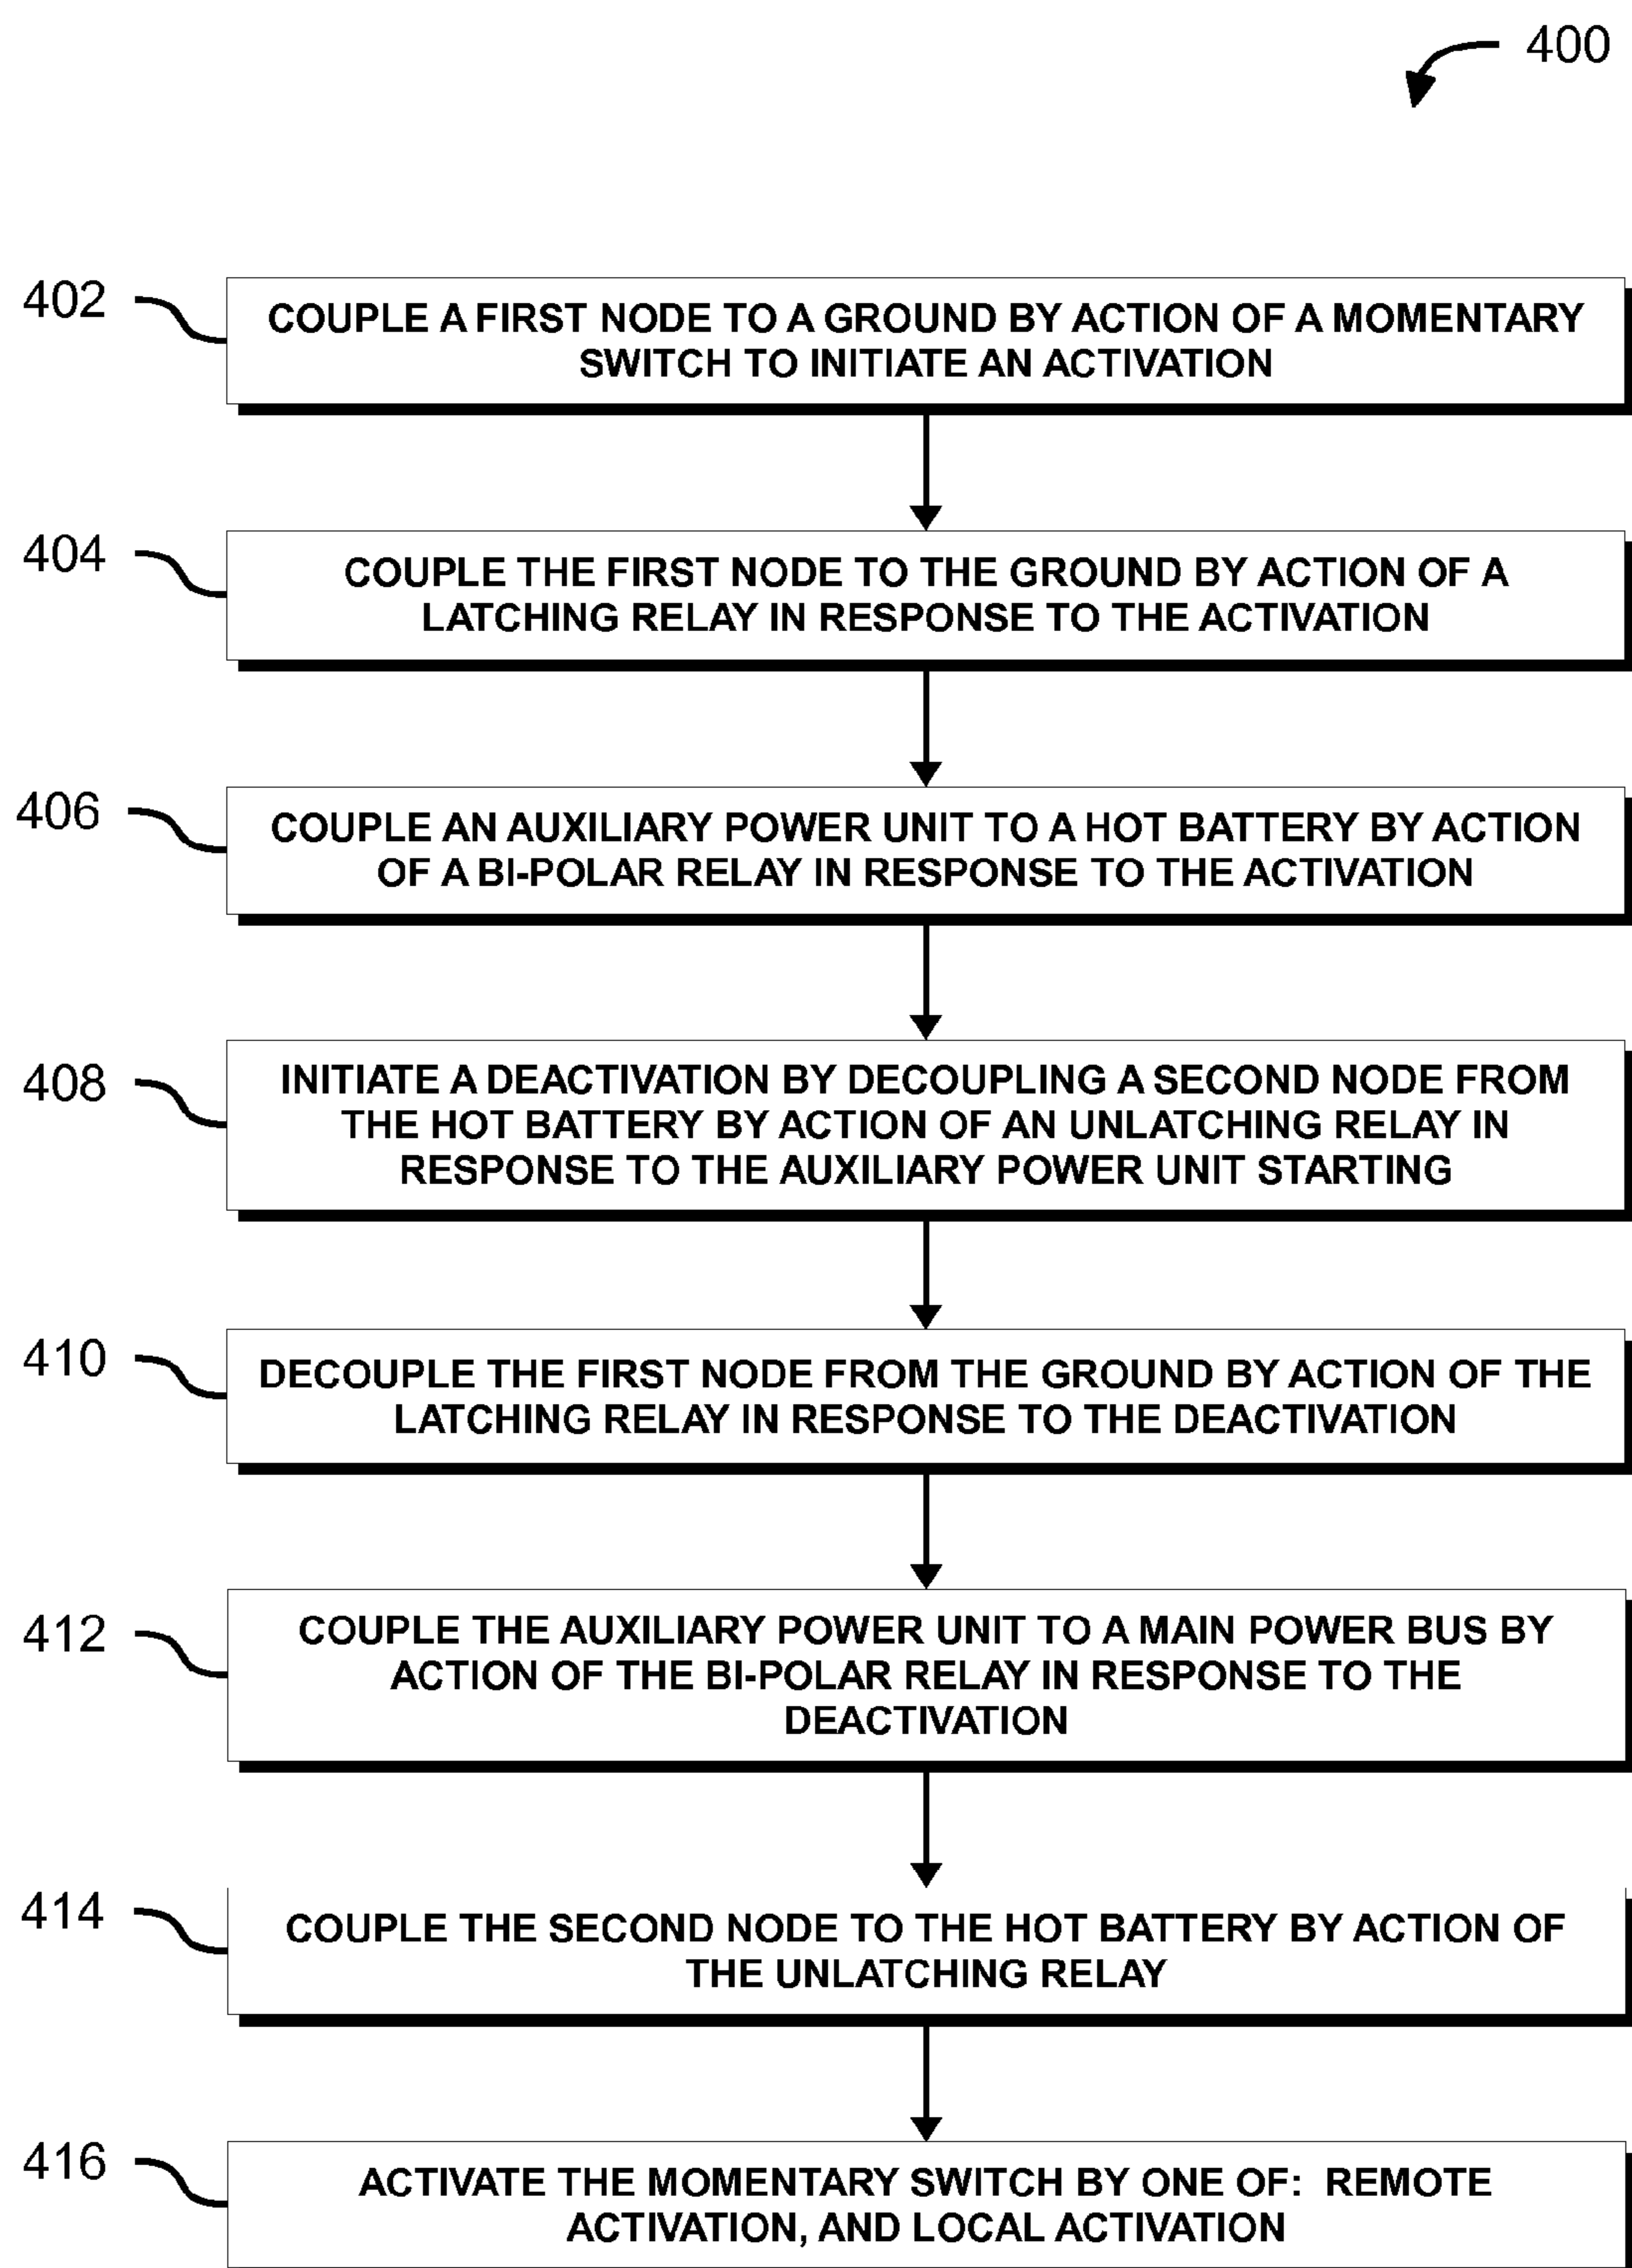 400
402
COUPLE A FIRST NODE TO A GROUND BY ACTION OF A MOMENTARY
SWITCH TO INITIATE AN ACTIVATION
404
COUPLE THE FIRST NODE TO THE GROUND BY ACTION OF A
LATCHING RELAY IN RESPONSE TO THE ACTIVATION
406
COUPLE AN AUXILIARY POWER UNIT TO A HOT BATTERY BY ACTION
OF A BI-POLAR RELAY IN RESPONSE TO THE ACTIVATION
408
INITIATE A DEACTIVATION BY DECOUPLING A SECOND NODE FROM
THE HOT BATTERY BY ACTION OF AN UNLATCHING RELAY IN
RESPONSE TO THE AUXILIARY POWER UNIT STARTING
410
DECOUPLE THE FIRST NODE FROM THE GROUND BY ACTION OF THE
LATCHING RELAY IN RESPONSE TO THE DEACTIVATION
412
COUPLE THE AUXILIARY POWER UNIT TO A MAIN POWER BUS BY
ACTION OF THE BI-POLAR RELAY IN RESPONSE TO THE
DEACTIVATION
414
COUPLE THE SECOND NODE TO THE HOT BATTERY BY ACTION OF
THE UNLATCHING RELAY
416
ACTIVATE THE MOMENTARY SWITCH BY ONE OF: REMOTE
ACTIVATION, AND LOCAL ACTIVATION